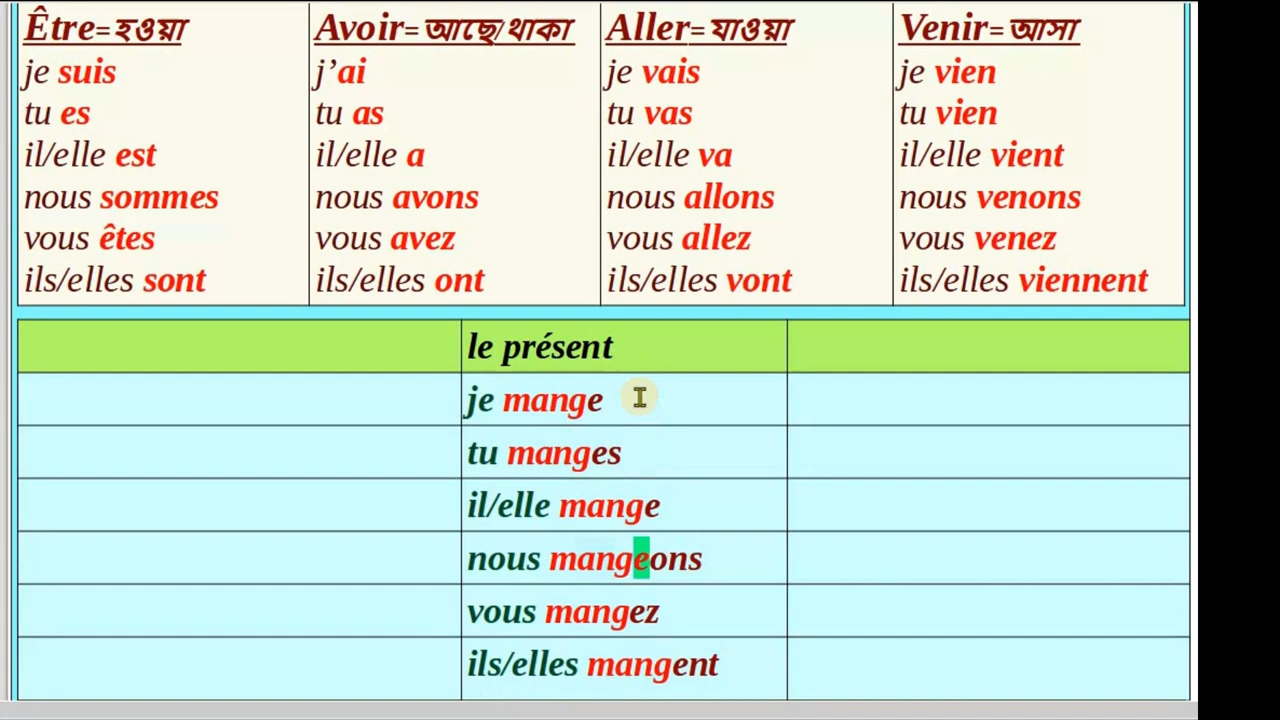 Être=হওয়া
je suis
tu es
il/elle est
nous sommes
vous êtes
ils/elles sont
Avoir=আছে/থাকা
j’ai
tu as
il/elle a
nous avons
vous avez
ils/elles ont
Aller=যাওয়া
je vais
tu vas
il/elle va
nous allons
vous allez
ils/elles vont
Venir=আসা
je vien
tu vien
il/elle vient
nous venons
vous venez
ils/elles viennent
le présent
je mange
tu manges
il/elle mange
nous mangeons
vous mangez
ils/elles mangent